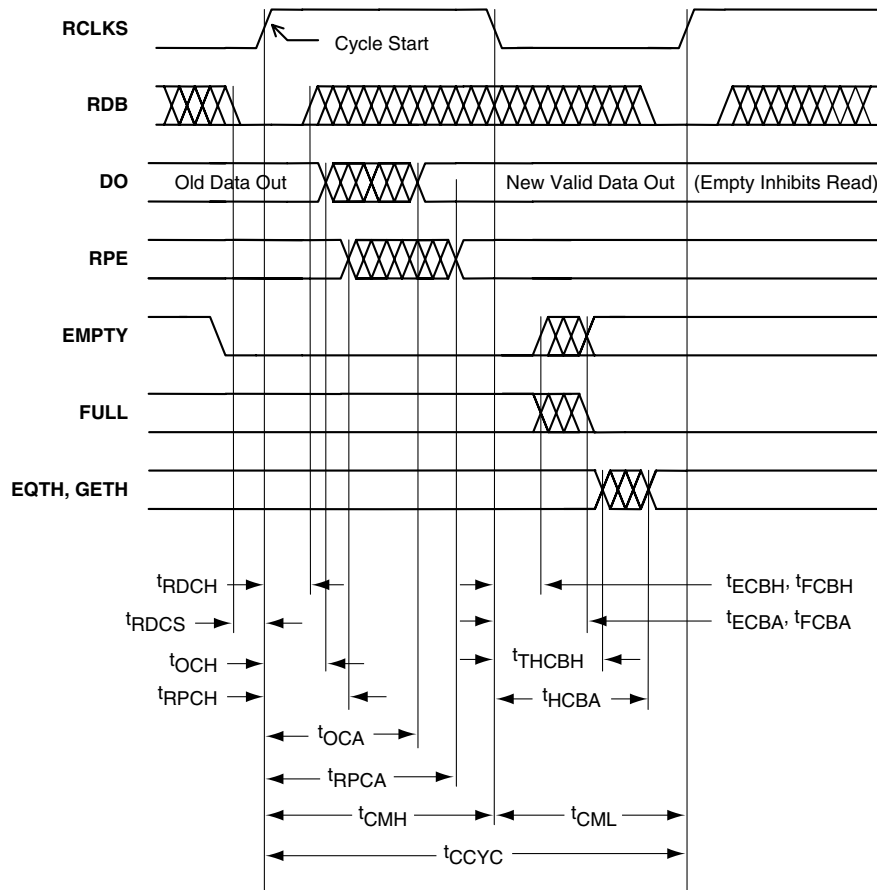 RCLKS
Cycle Start
RDB
DO
Old Data Out
New Valid Data Out
(Empty Inhibits Read)
RPE
EMPTY
FULL
EQTH, GETH
tRDCH
tECBH, tFCBH
tRDCS
tECBA, tFCBA
tOCH
tTHCBH
tRPCH
tHCBA
tOCA
tRPCA
tCMH
tCML
tCCYC